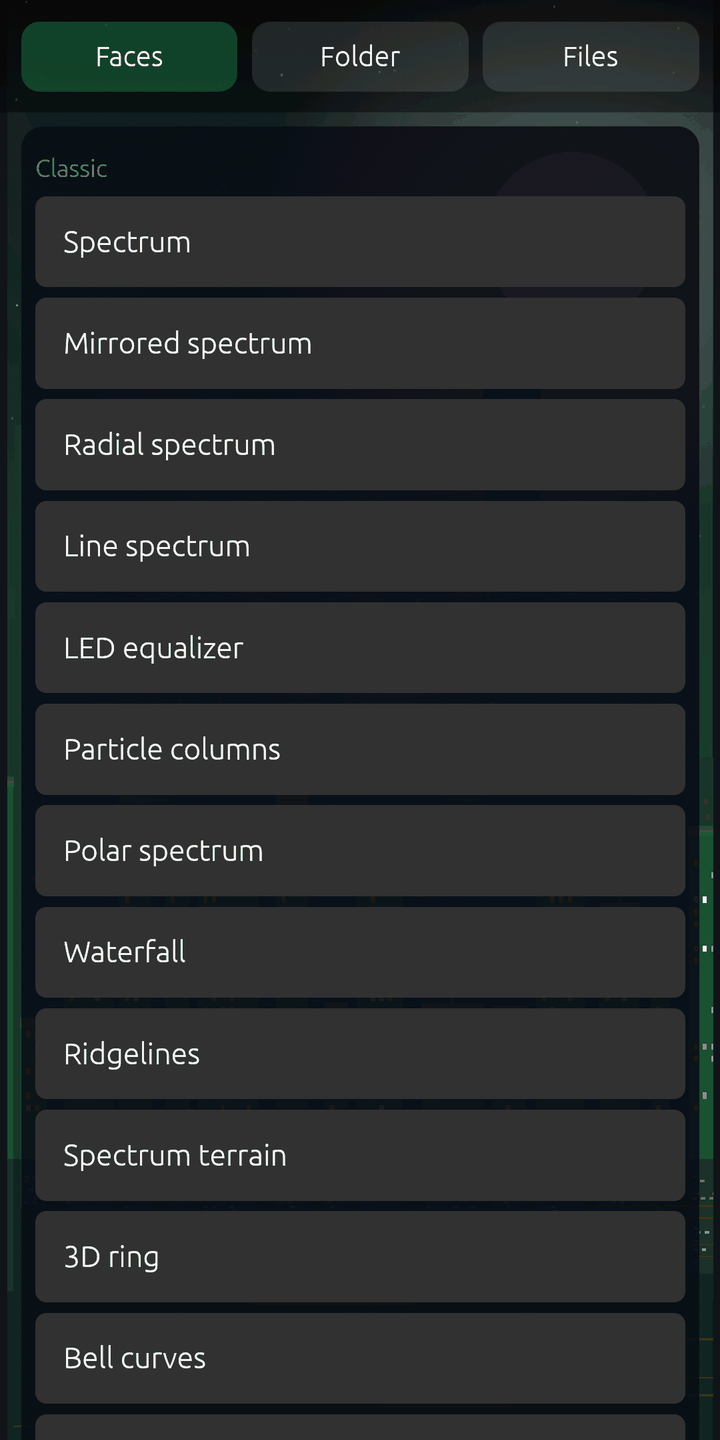 Faces
Folder
Files
Classic
Spectrum
Mirrored spectrum
Radial spectrum
Line spectrum
LED equalizer
Particle columns
Polar spectrum
Waterfall
Ridgelines
Spectrum terrain
3D ring
Bell curves